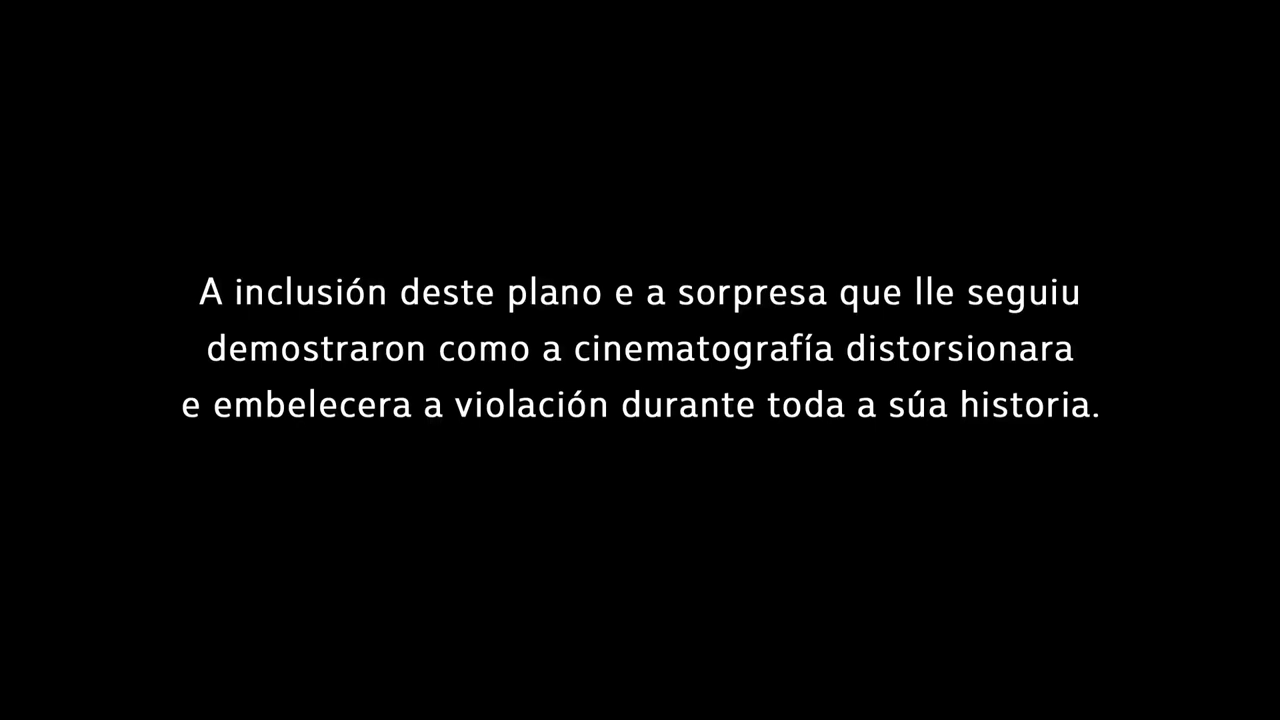 A inclusión deste plano e a sorpresa que lle seguiu
demostraron como a cinematografía distorsionara
e embelecera a violación durante toda a súa historia.